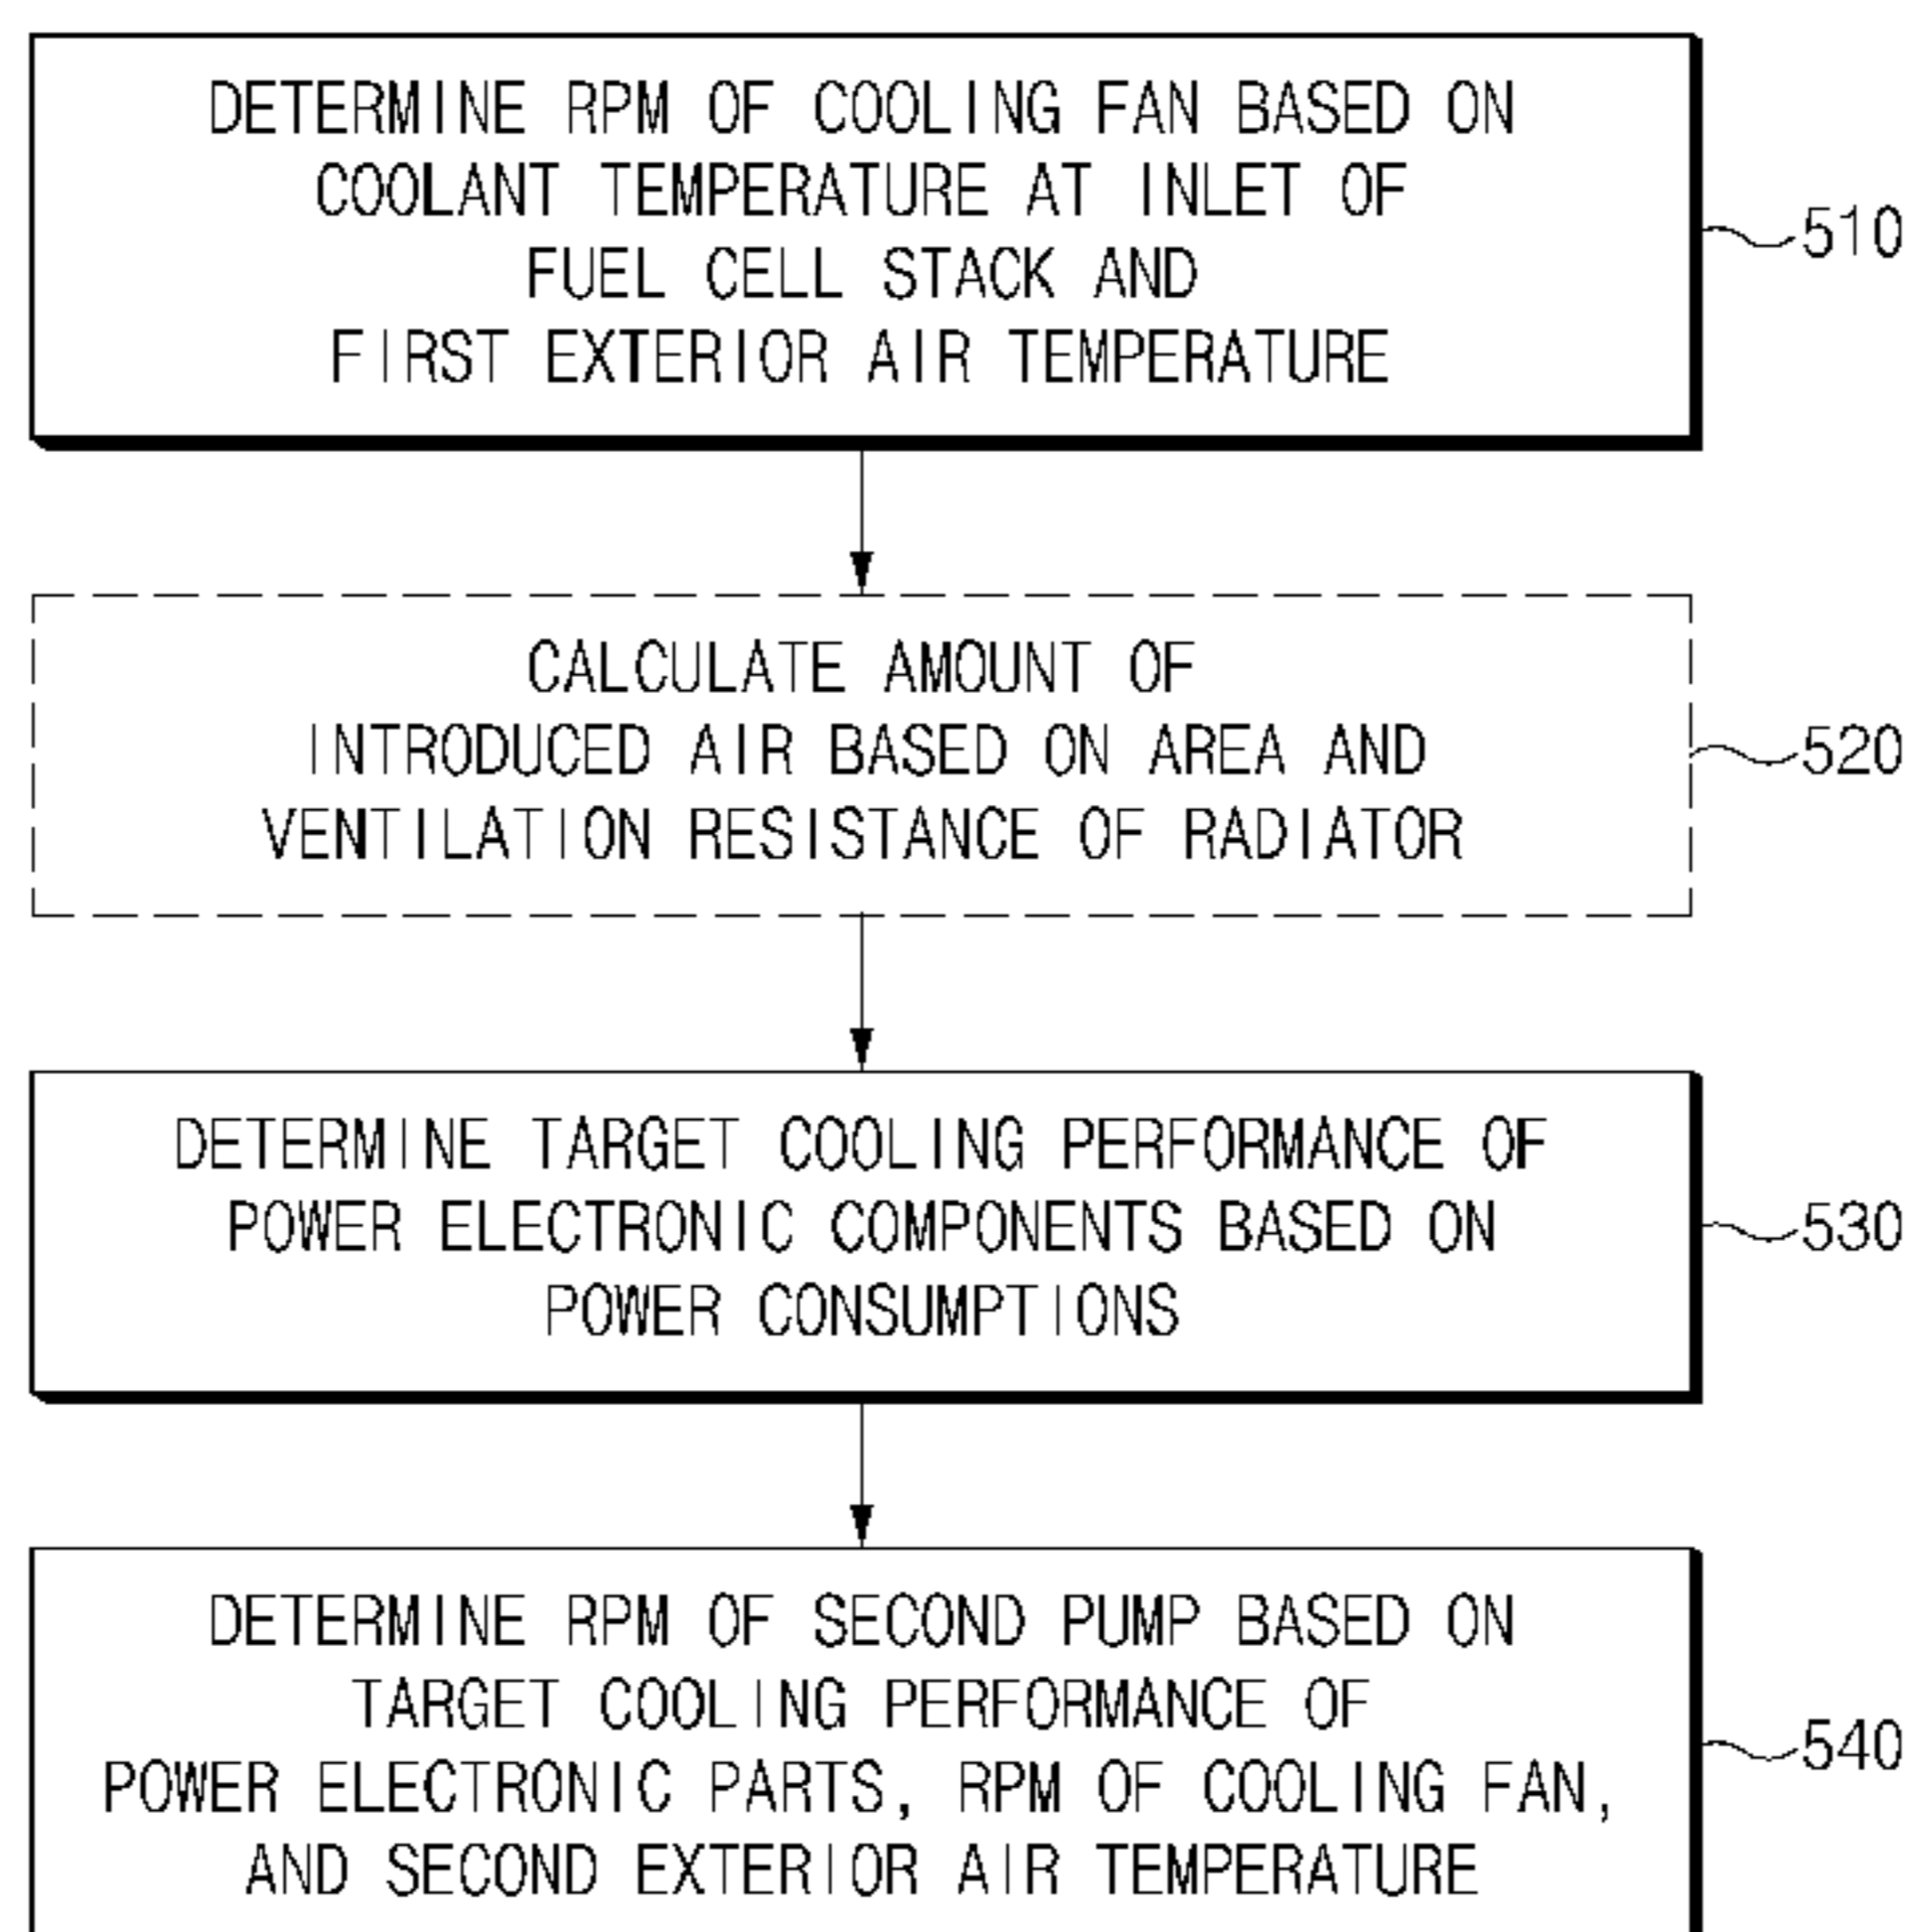 DETERMINE RPM OF COOLING FAN BASED ON
COOLANT TEMPERATURE AT INLET OF
FUEL CELL STACK AND
FIRST EXTERIOR AIR TEMPERATURE
510
CALCULATE AMOUNT OF
INTRODUCED AIR BASED ON AREA AND
VENTILATION RESISTANCE OF RADIATOR
520
DETERMINE TARGET COOLING PERFORMANCE OF
POWER ELECTRONIC COMPONENTS BASED ON
POWER CONSUMPTIONS
530
DETERMINE RPM OF SECOND PUMP BASED ON
TARGET COOLING PERFORMANCE OF
POWER ELECTRONIC PARTS, RPM OF COOLING FAN,
AND SECOND EXTERIOR AIR TEMPERATURE
540